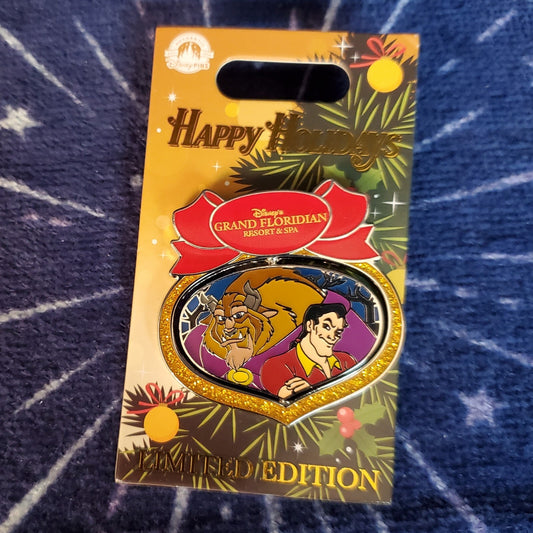 Disney PINS
Happy Holidays
Disney's
GRAND FLORIDIAN
RESORT & SPA
LIMITED EDITION